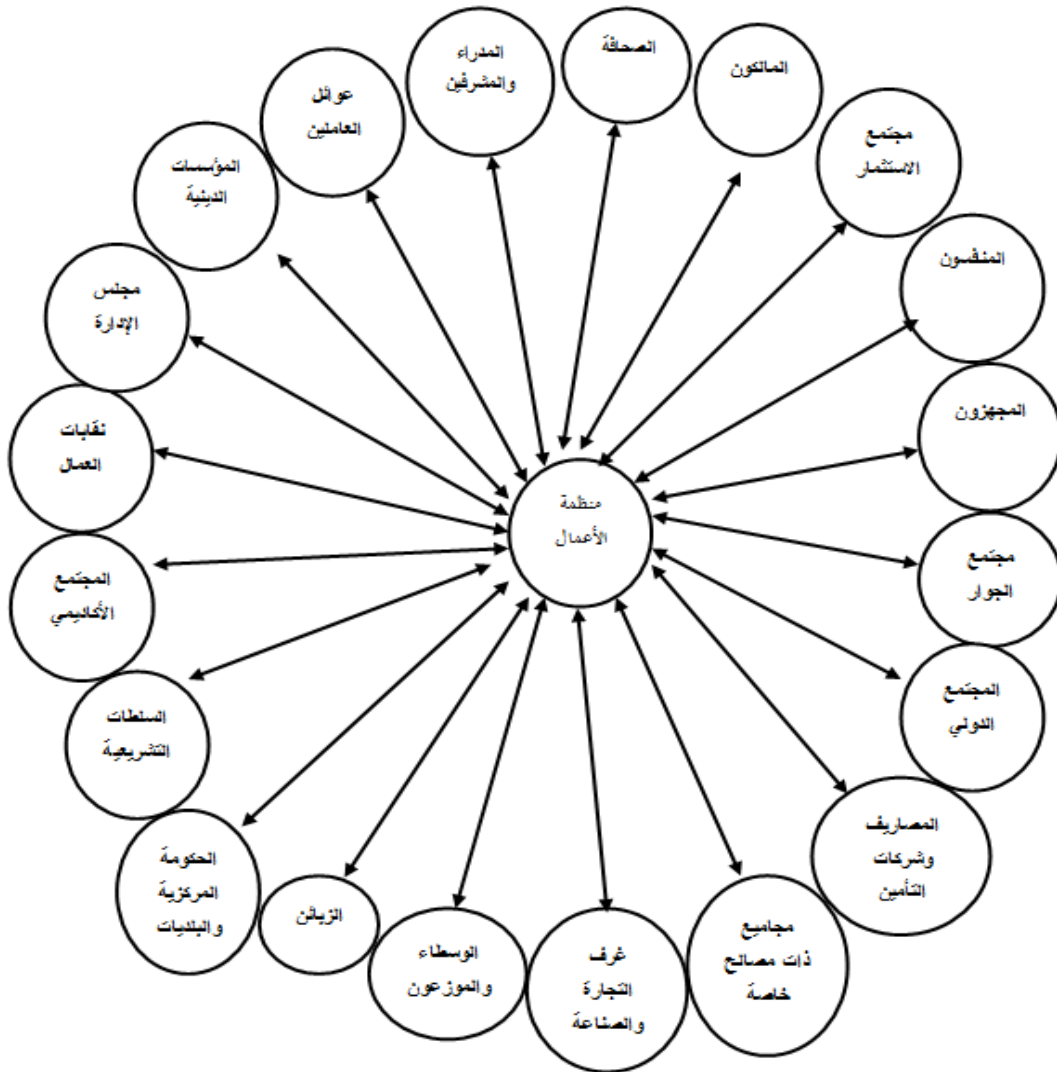 الصحافة
المالكون
المدراء
والمشرفين
عوائل
العاملين
مجتمع
الاستثمار
المؤسسات
الدينية
المنافسون
مجلس
الإدارة
المجهزون
نقابات
العمال
منظمة
الأعمال
مجتمع
الجوار
المجتمع
الأكاديمي
المجتمع
الدولي
السلطات
التشريعية
المصاريف
وشركات
التأمين
الحكومة
المركزية
والبلديات
الزبائن
الوسطاء
والموزعون
غرف
التجارة
والصناعة
مجاميع
ذات مصالح
خاصة